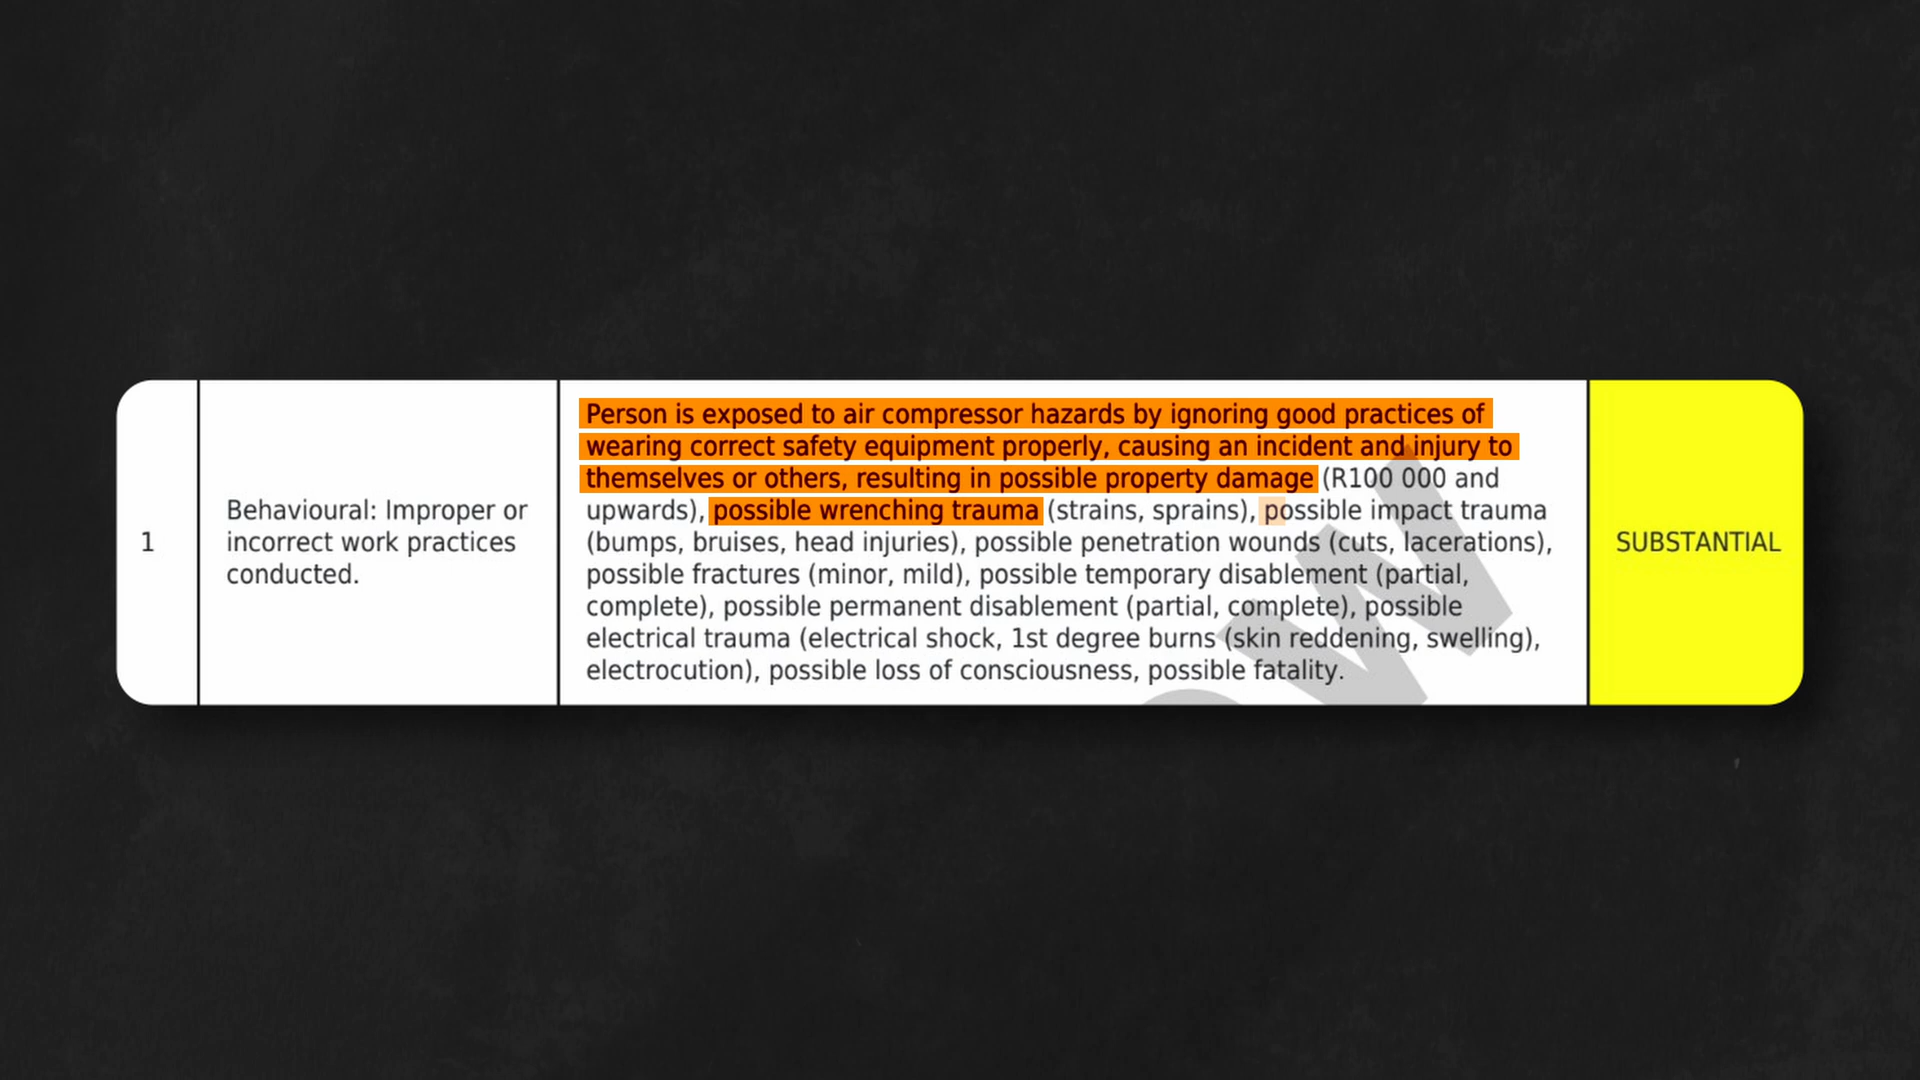 1
Behavioural: Improper or
incorrect work practices
conducted.
Person is exposed to air compressor hazards by ignoring good practices of
wearing correct safety equipment properly, causing an incident and injury to
themselves or others, resulting in possible property damage (R100 000 and
upwards), possible wrenching trauma (strains, sprains), possible impact trauma
(bumps, bruises, head injuries), possible penetration wounds (cuts, lacerations),
possible fractures (minor, mild), possible temporary disablement (partial,
complete), possible permanent disablement (partial, complete), possible
electrical trauma (electrical shock, 1st degree burns (skin reddening, swelling),
electrocution), possible loss of consciousness, possible fatality.
SUBSTANTIAL